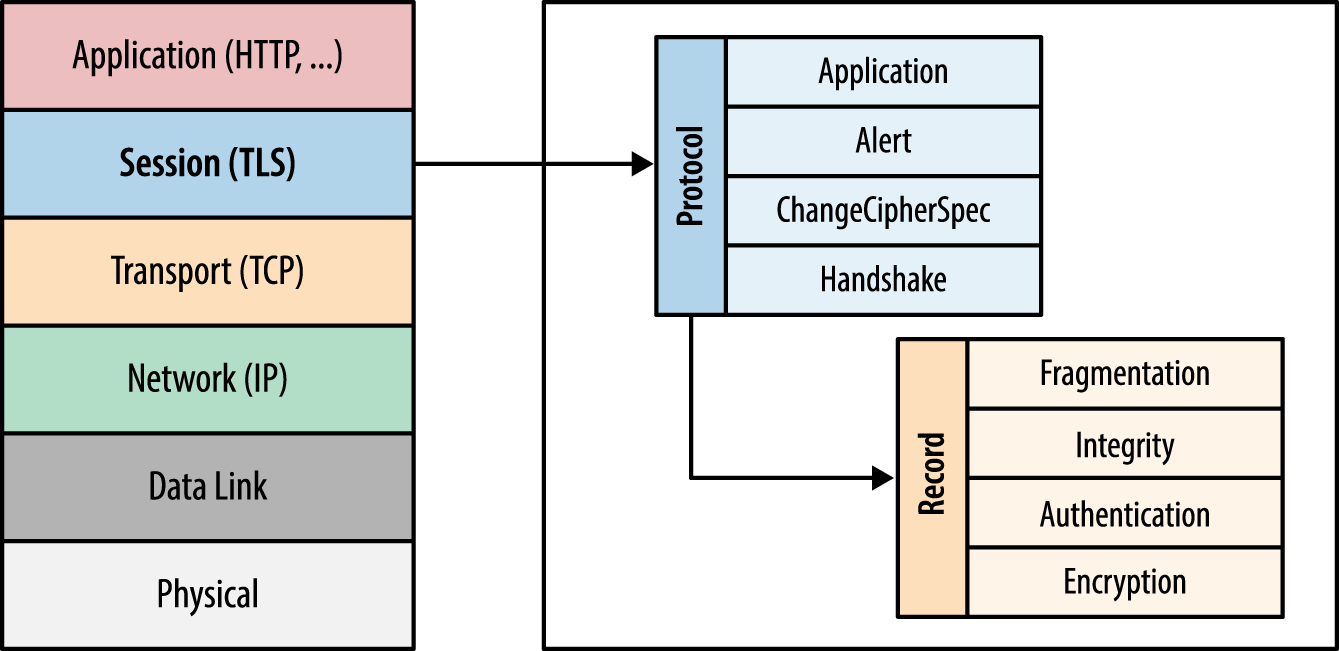 Application (HTTP, ...)
Session (TLS)
Transport (TCP)
Network (IP)
Data Link
Physical
Protocol
Application
Alert
ChangeCipherSpec
Handshake
Record
Fragmentation
Integrity
Authentication
Encryption